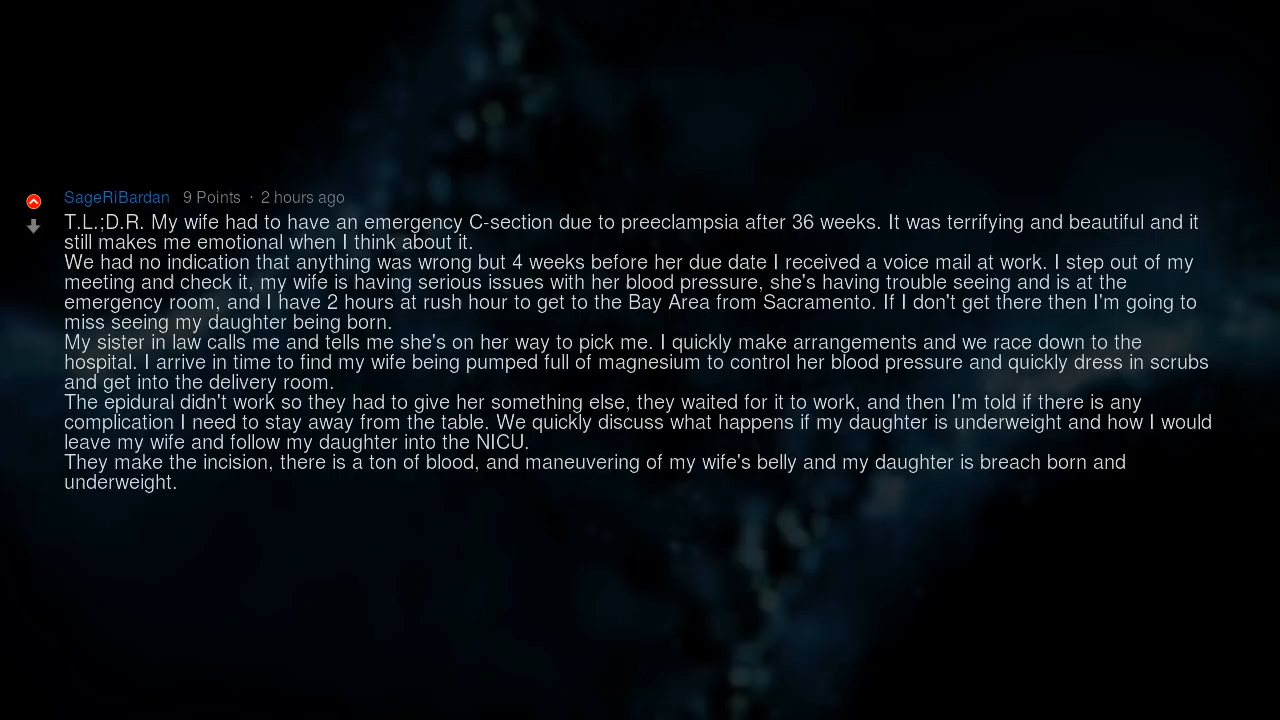 SageRiBardan 9 Points · 2 hours ago
T.L.;D.R. My wife had to have an emergency C-section due to preeclampsia after 36 weeks. It was terrifying and beautiful and it
still makes me emotional when I think about it.
We had no indication that anything was wrong but 4 weeks before her due date I received a voice mail at work. I step out of my
meeting and check it, my wife is having serious issues with her blood pressure, she's having trouble seeing and is at the
emergency room, and I have 2 hours at rush hour to get to the Bay Area from Sacramento. If I don't get there then I'm going to
miss seeing my daughter being born.
My sister in law calls me and tells me she's on her way to pick me. I quickly make arrangements and we race down to the
hospital. I arrive in time to find my wife being pumped full of magnesium to control her blood pressure and quickly dress in scrubs
and get into the delivery room.
The epidural didn't work so they had to give her something else, they waited for it to work, and then I'm told if there is any
complication I need to stay away from the table. We quickly discuss what happens if my daughter is underweight and how I would
leave my wife and follow my daughter into the NICU.
They make the incision, there is a ton of blood, and maneuvering of my wife's belly and my daughter is breach born and
underweight.